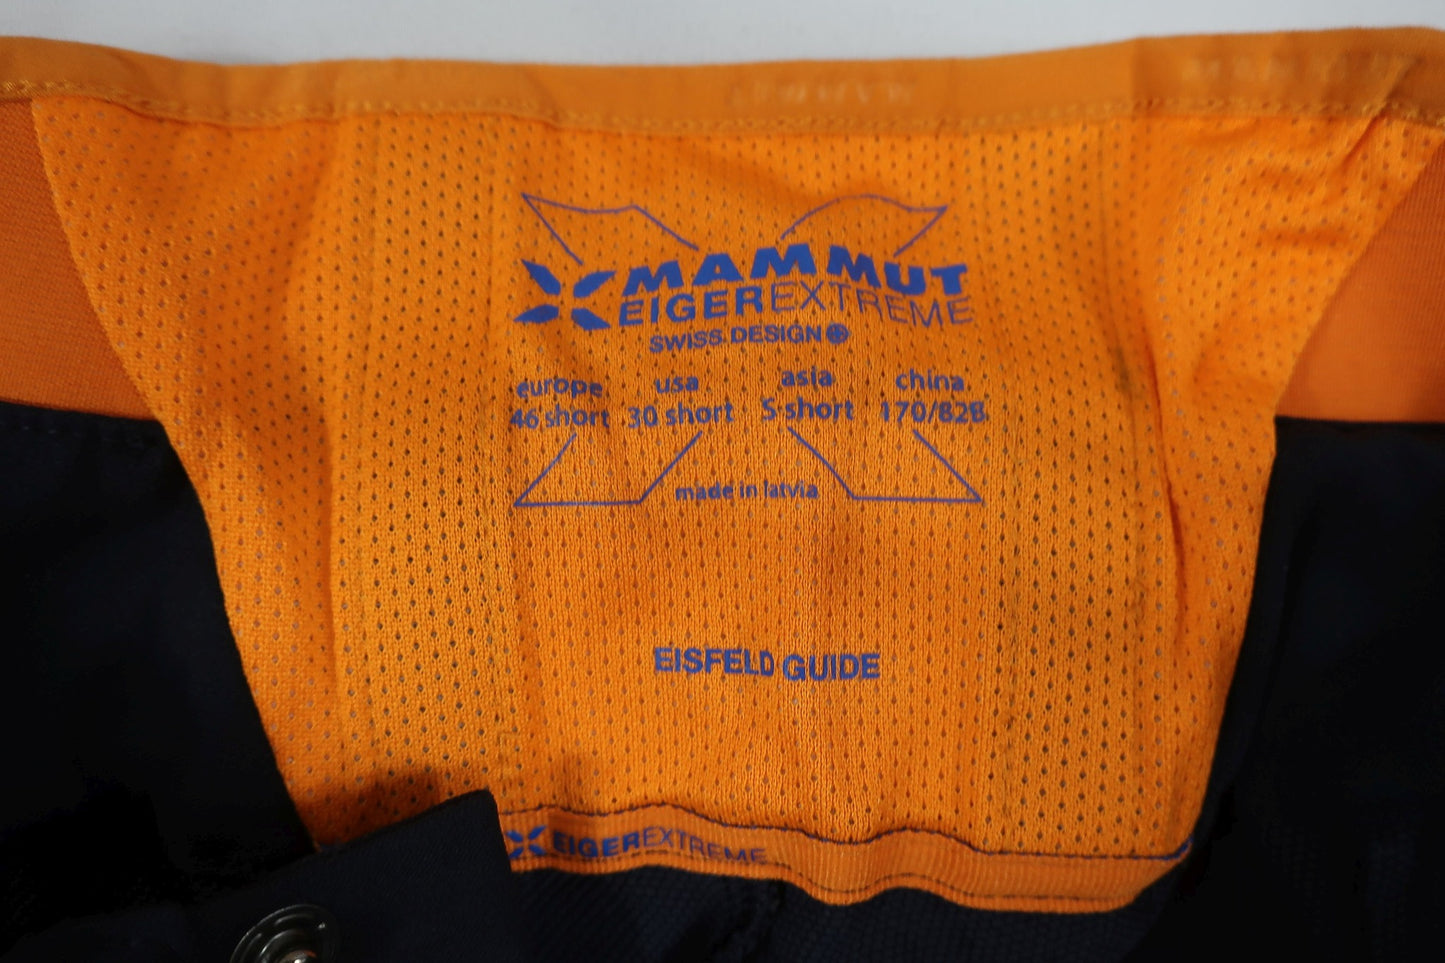 MAMMUT
EIGEREXTREME
SWISS DESIGN
europe usa asia china
46 short 30 short S short 170/82B
made in latvia
EISFELD GUIDE
EIGEREXTREME